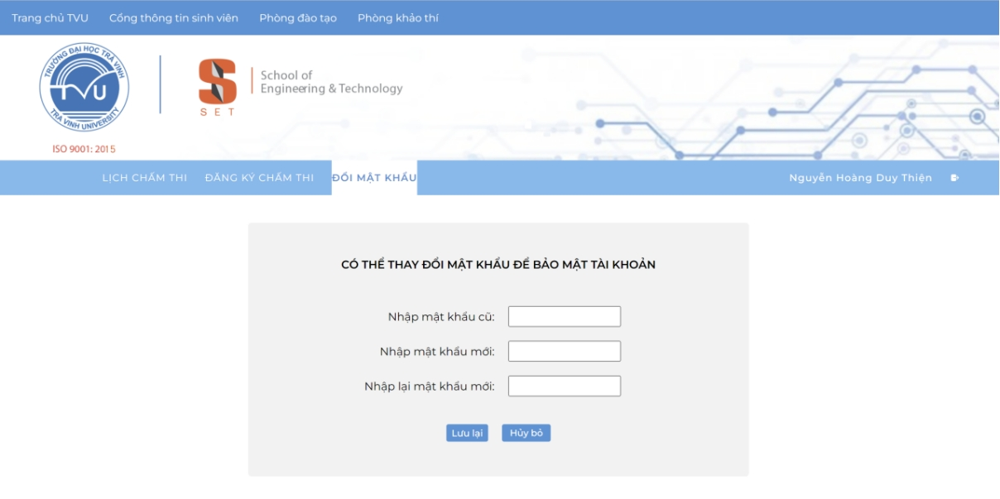 Trang chủ TVU Cổng thông tin sinh viên Phòng đào tạo Phòng khảo thí
TRƯỜNG ĐẠI HỌC TRÀ VINH
TVU
TRA VINH UNIVERSITY
ISO 9001: 2015
SET
School of
Engineering & Technology
LỊCH CHẤM THI ĐĂNG KÝ CHẤM THI ĐỔI MẬT KHẨU Nguyễn Hoàng Duy Thiện
CÓ THỂ THAY ĐỔI MẬT KHẨU ĐỂ BẢO MẬT TÀI KHOẢN
Nhập mật khẩu cũ:
Nhập mật khẩu mới:
Nhập lại mật khẩu mới:
Lưu lại Hủy bỏ